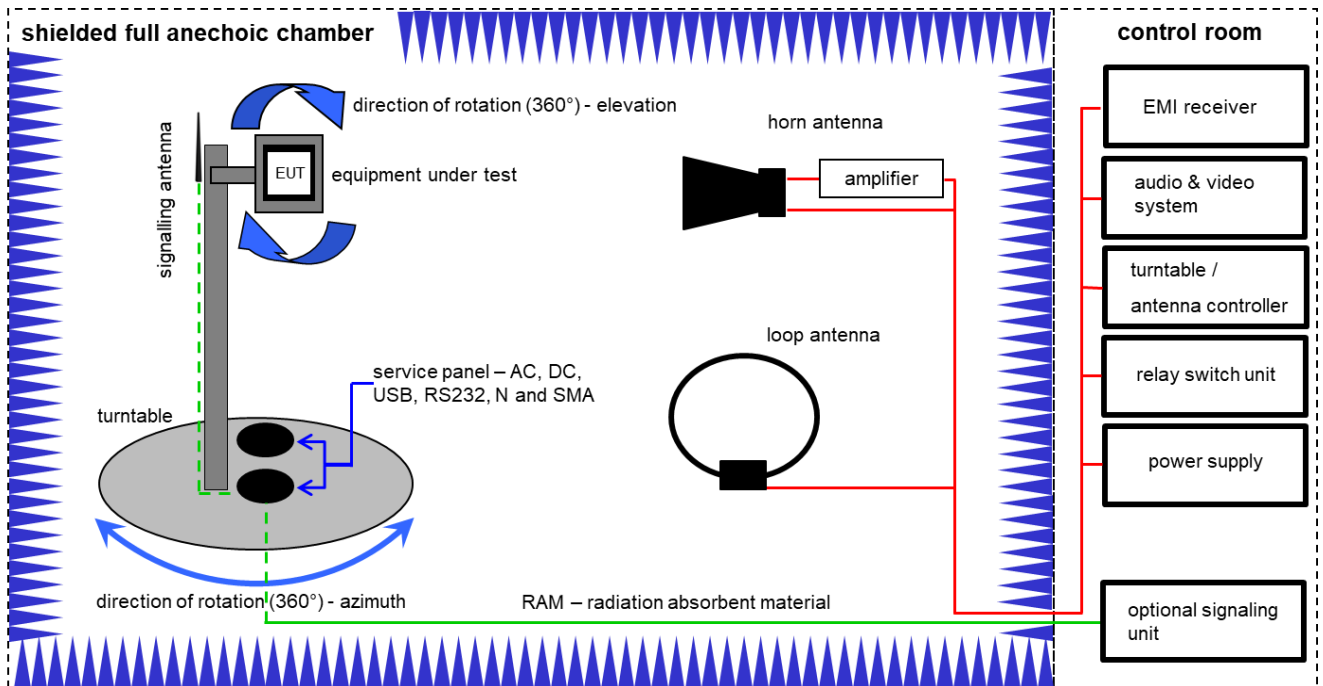 shielded full anechoic chamber
control room
direction of rotation (360°) - elevation
signalling antenna
EUT
equipment under test
horn antenna
amplifier
EMI receiver
audio & video
system
turntable /
antenna controller
loop antenna
relay switch unit
service panel – AC, DC,
USB, RS232, N and SMA
turntable
power supply
direction of rotation (360°) - azimuth
RAM – radiation absorbent material
optional signaling
unit